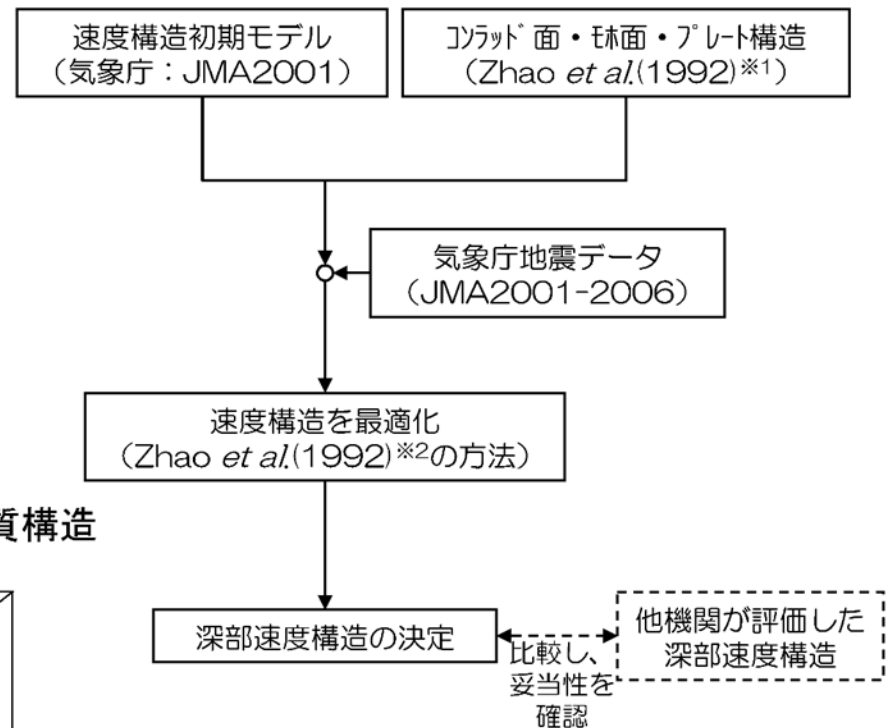 速度構造初期モデル
（気象庁：JMA2001）
ｺﾝﾗｯﾄﾞ面・ﾓﾎ面・ﾌﾟﾚｰﾄ構造
（Zhao et al.(1992)※1）
気象庁地震データ
（JMA2001-2006）
速度構造を最適化
（Zhao et al.(1992)※2の方法）
質構造
深部速度構造の決定
比較し、
妥当性を
確認
他機関が評価した
深部速度構造